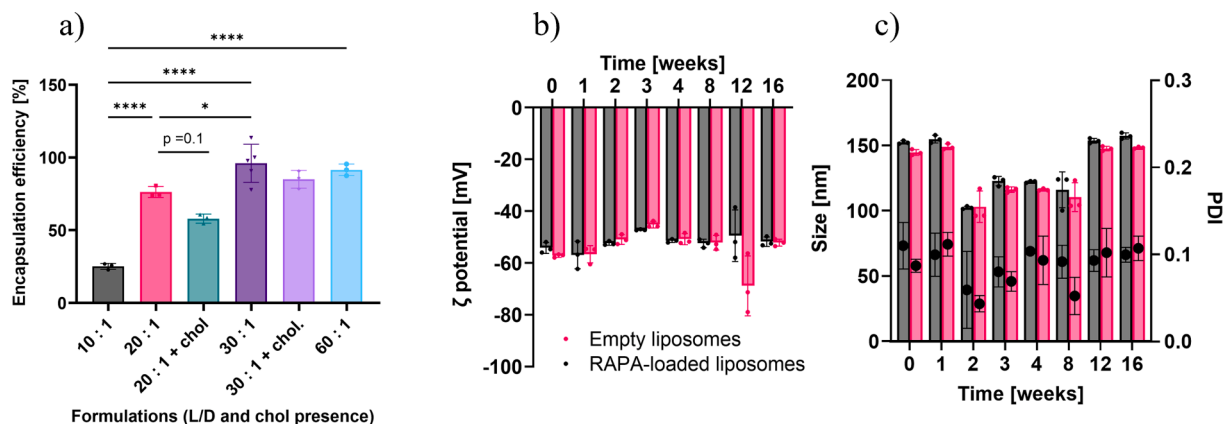 a)
****
****
****
*
p =0.1
Encapsulation efficiency [%]
150
100
50
0
10 : 1
20 : 1
20 : 1 + chol
30 : 1
30 : 1 + chol.
60 : 1
Formulations (L/D and chol presence)
b)
Time [weeks]
0 1 2 3 4 8 12 16
ζ potential [mV]
0
-20
-40
-60
-80
-100
Empty liposomes
RAPA-loaded liposomes
c)
Size [nm]
200
150
100
50
0
PDI
0.3
0.2
0.1
0.0
0 1 2 3 4 8 12 16
Time [weeks]